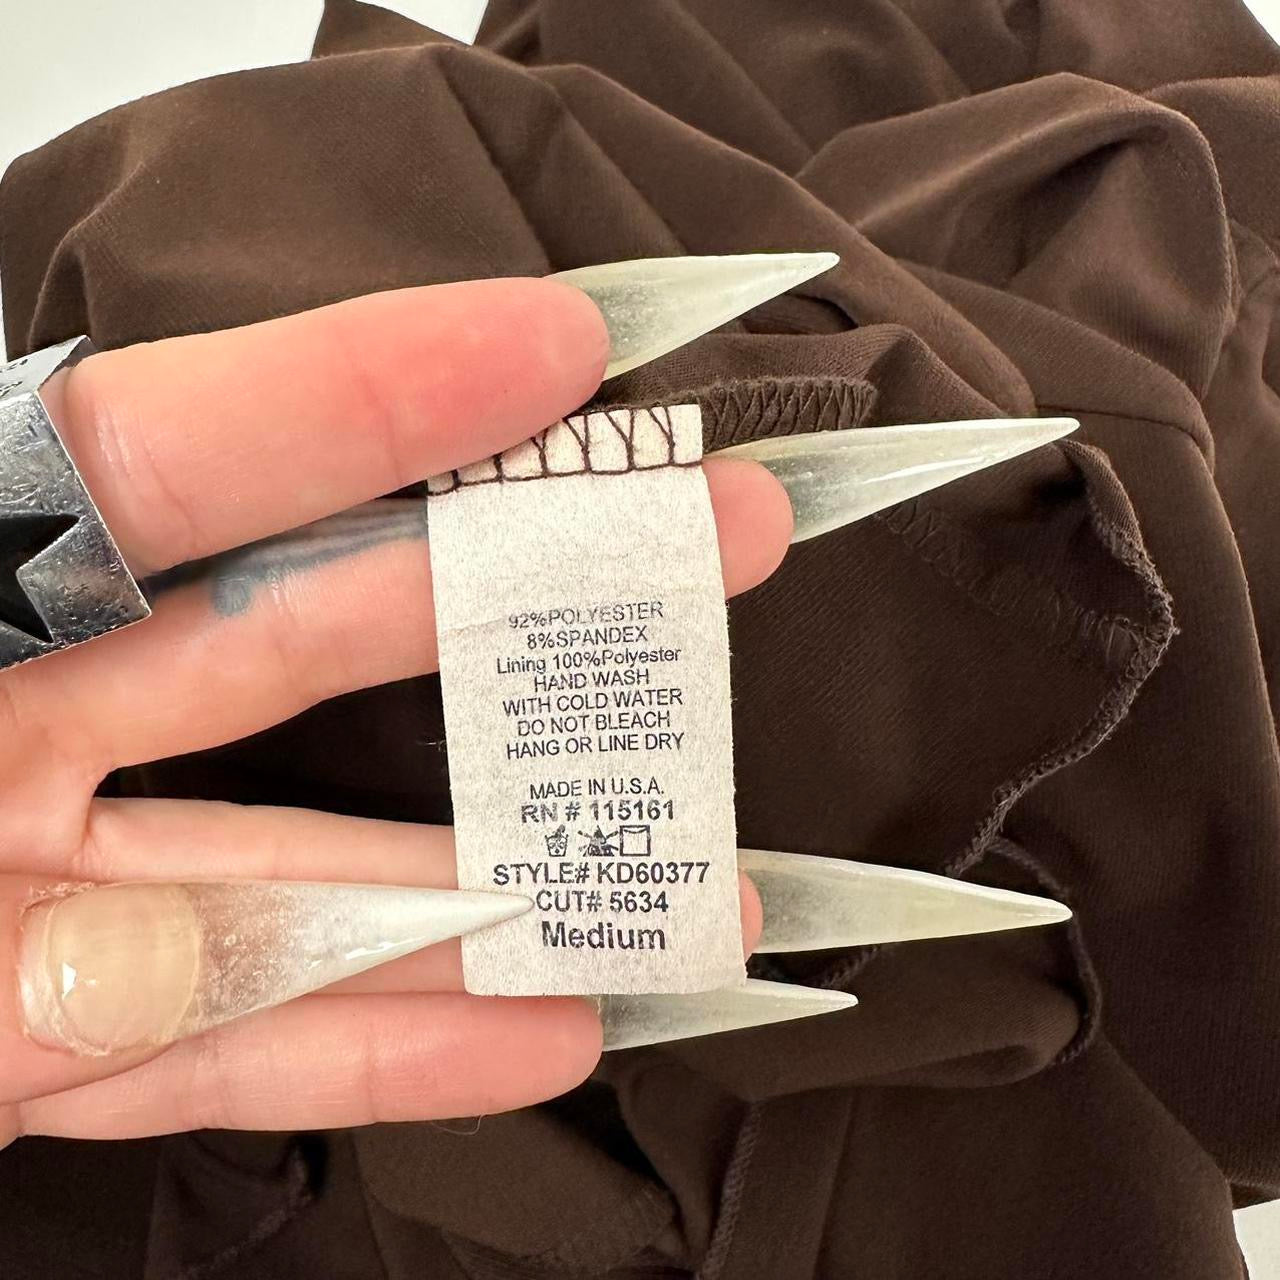 92%POLYESTER
8%SPANDEX
Lining 100%Polyester
HAND WASH
WITH COLD WATER
DO NOT BLEACH
HANG OR LINE DRY
MADE IN U.S.A.
RN # 115161
STYLE# KD60377
CUT# 5634
Medium